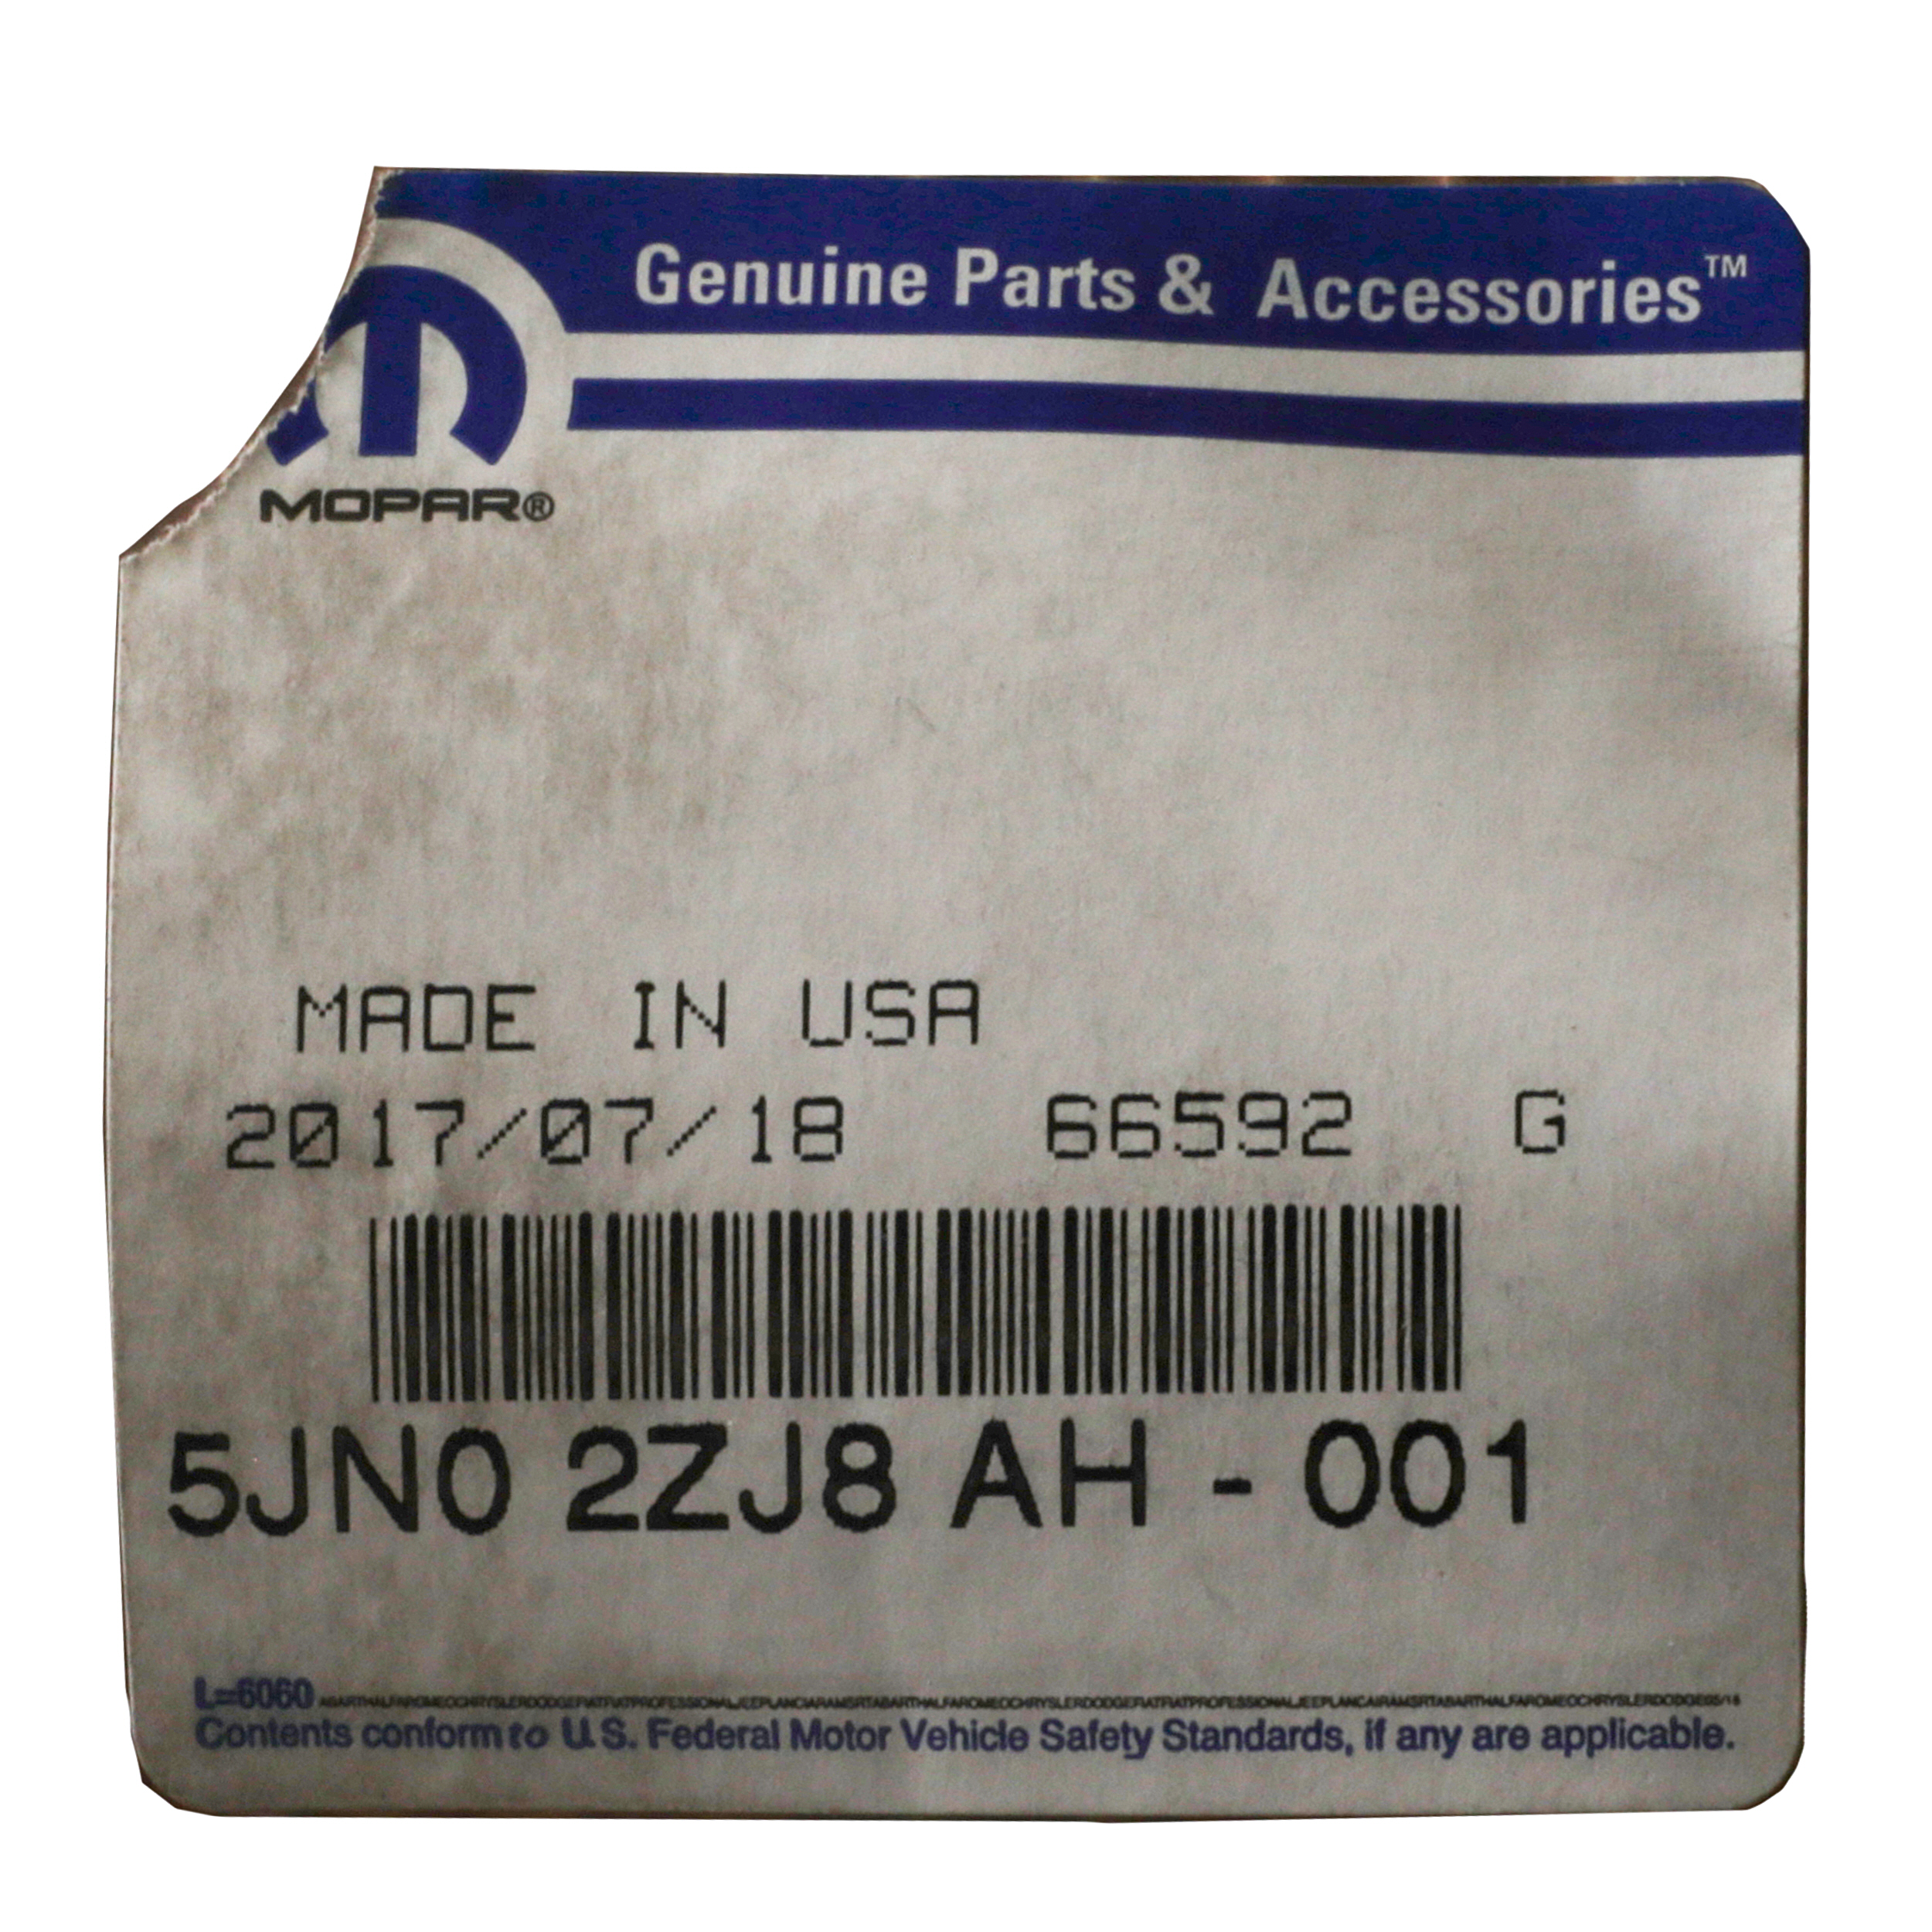 Genuine Parts & Accessories™
MOPAR®
MADE IN USA
2017/07/18 66592 G
5JN0 2ZJ8 AH - 001
L=6060
Contents conform to U.S. Federal Motor Vehicle Safety Standards, if any are applicable.